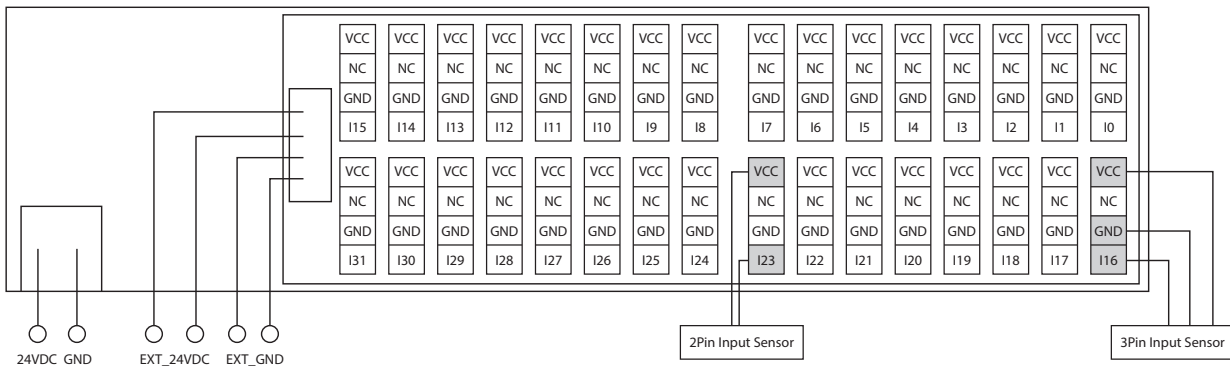 VCC VCC VCC VCC VCC VCC VCC VCC VCC VCC VCC VCC VCC VCC VCC VCC
NC NC NC NC NC NC NC NC NC NC NC NC NC NC NC NC
GND GND GND GND GND GND GND GND GND GND GND GND GND GND GND GND
I15 I14 I13 I12 I11 I10 I9 I8 I7 I6 I5 I4 I3 I2 I1 I0
VCC VCC VCC VCC VCC VCC VCC VCC VCC VCC VCC VCC VCC VCC VCC VCC
NC NC NC NC NC NC NC NC NC NC NC NC NC NC NC NC
GND GND GND GND GND GND GND GND GND GND GND GND GND GND GND GND
I31 I30 I29 I28 I27 I26 I25 I24 I23 I22 I21 I20 I19 I18 I17 I16
2Pin Input Sensor 3Pin Input Sensor
24VDC GND EXT_24VDC EXT_GND